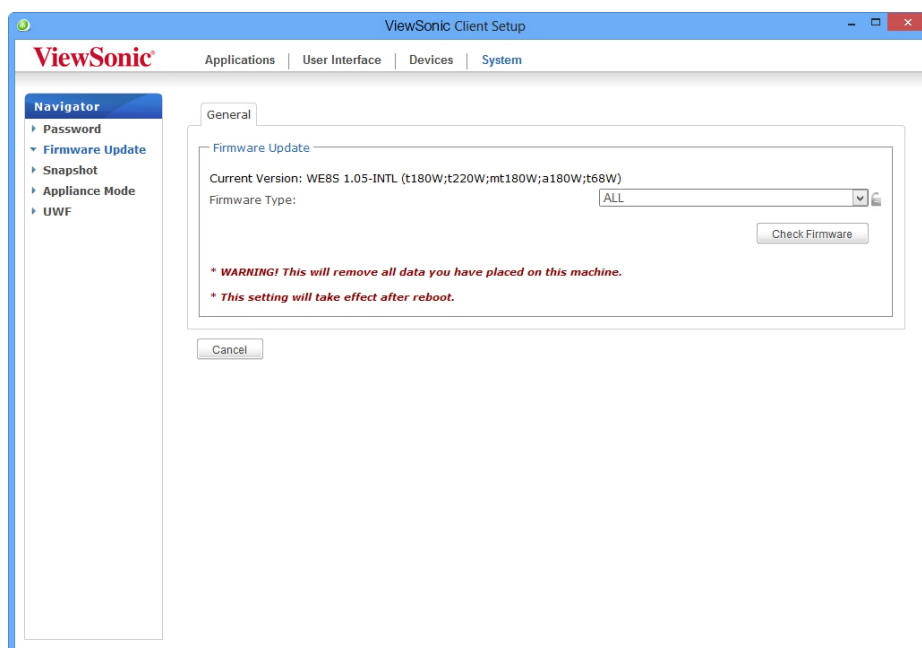 ViewSonic Client Setup
ViewSonic®
Applications | User Interface | Devices | System
Navigator
Password
Firmware Update
Snapshot
Appliance Mode
UWF
General
Firmware Update
Current Version: WE8S 1.05-INTL (t180W;t220W;mt180W;a180W;t68W)
Firmware Type:
ALL
Check Firmware
* WARNING! This will remove all data you have placed on this machine.
* This setting will take effect after reboot.
Cancel